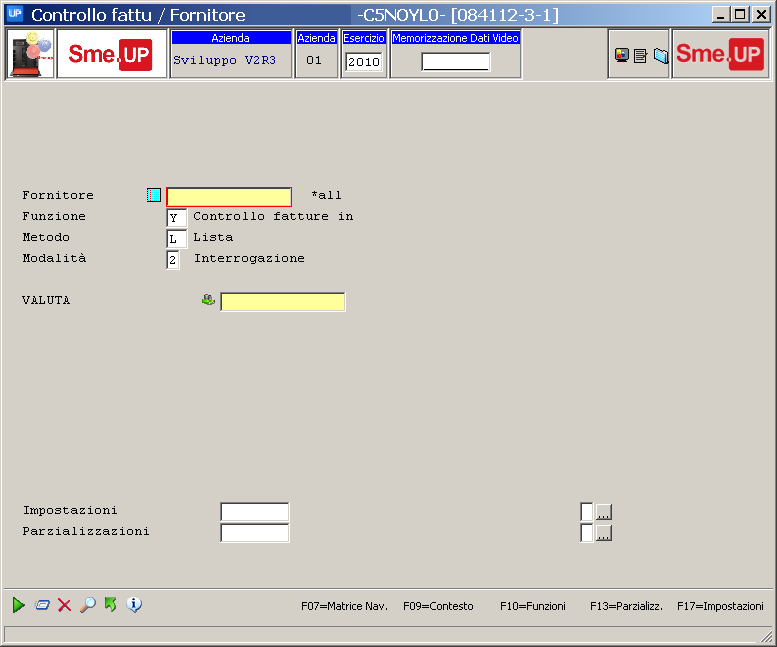 UP Controllo fattu / Fornitore -C5NOYL0- [084112-3-1]
Azienda Azienda Esercizio Memorizzazione Dati Video
Sme.UP Sviluppo V2R3 01 2010 Sme.UP
Fornitore *all
Funzione Y Controllo fatture in
Metodo L Lista
Modalità 2 Interrogazione
VALUTA
Impostazioni ...
Parzializzazioni ...
F07=Matrice Nav. F09=Contesto F10=Funzioni F13=Parzializz. F17=Impostazioni